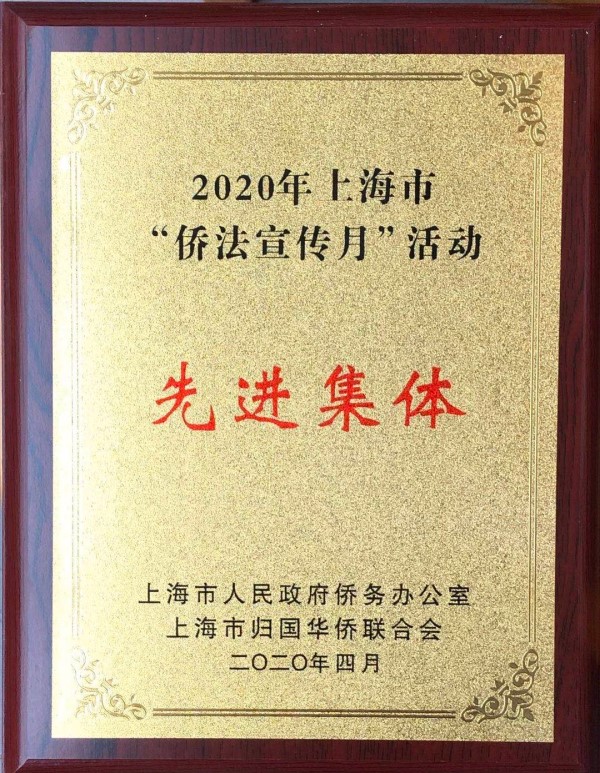 2020年上海市
“侨法宣传月”活动
先进集体
上海市人民政府侨务办公室
上海市归国华侨联合会
二〇二〇年四月